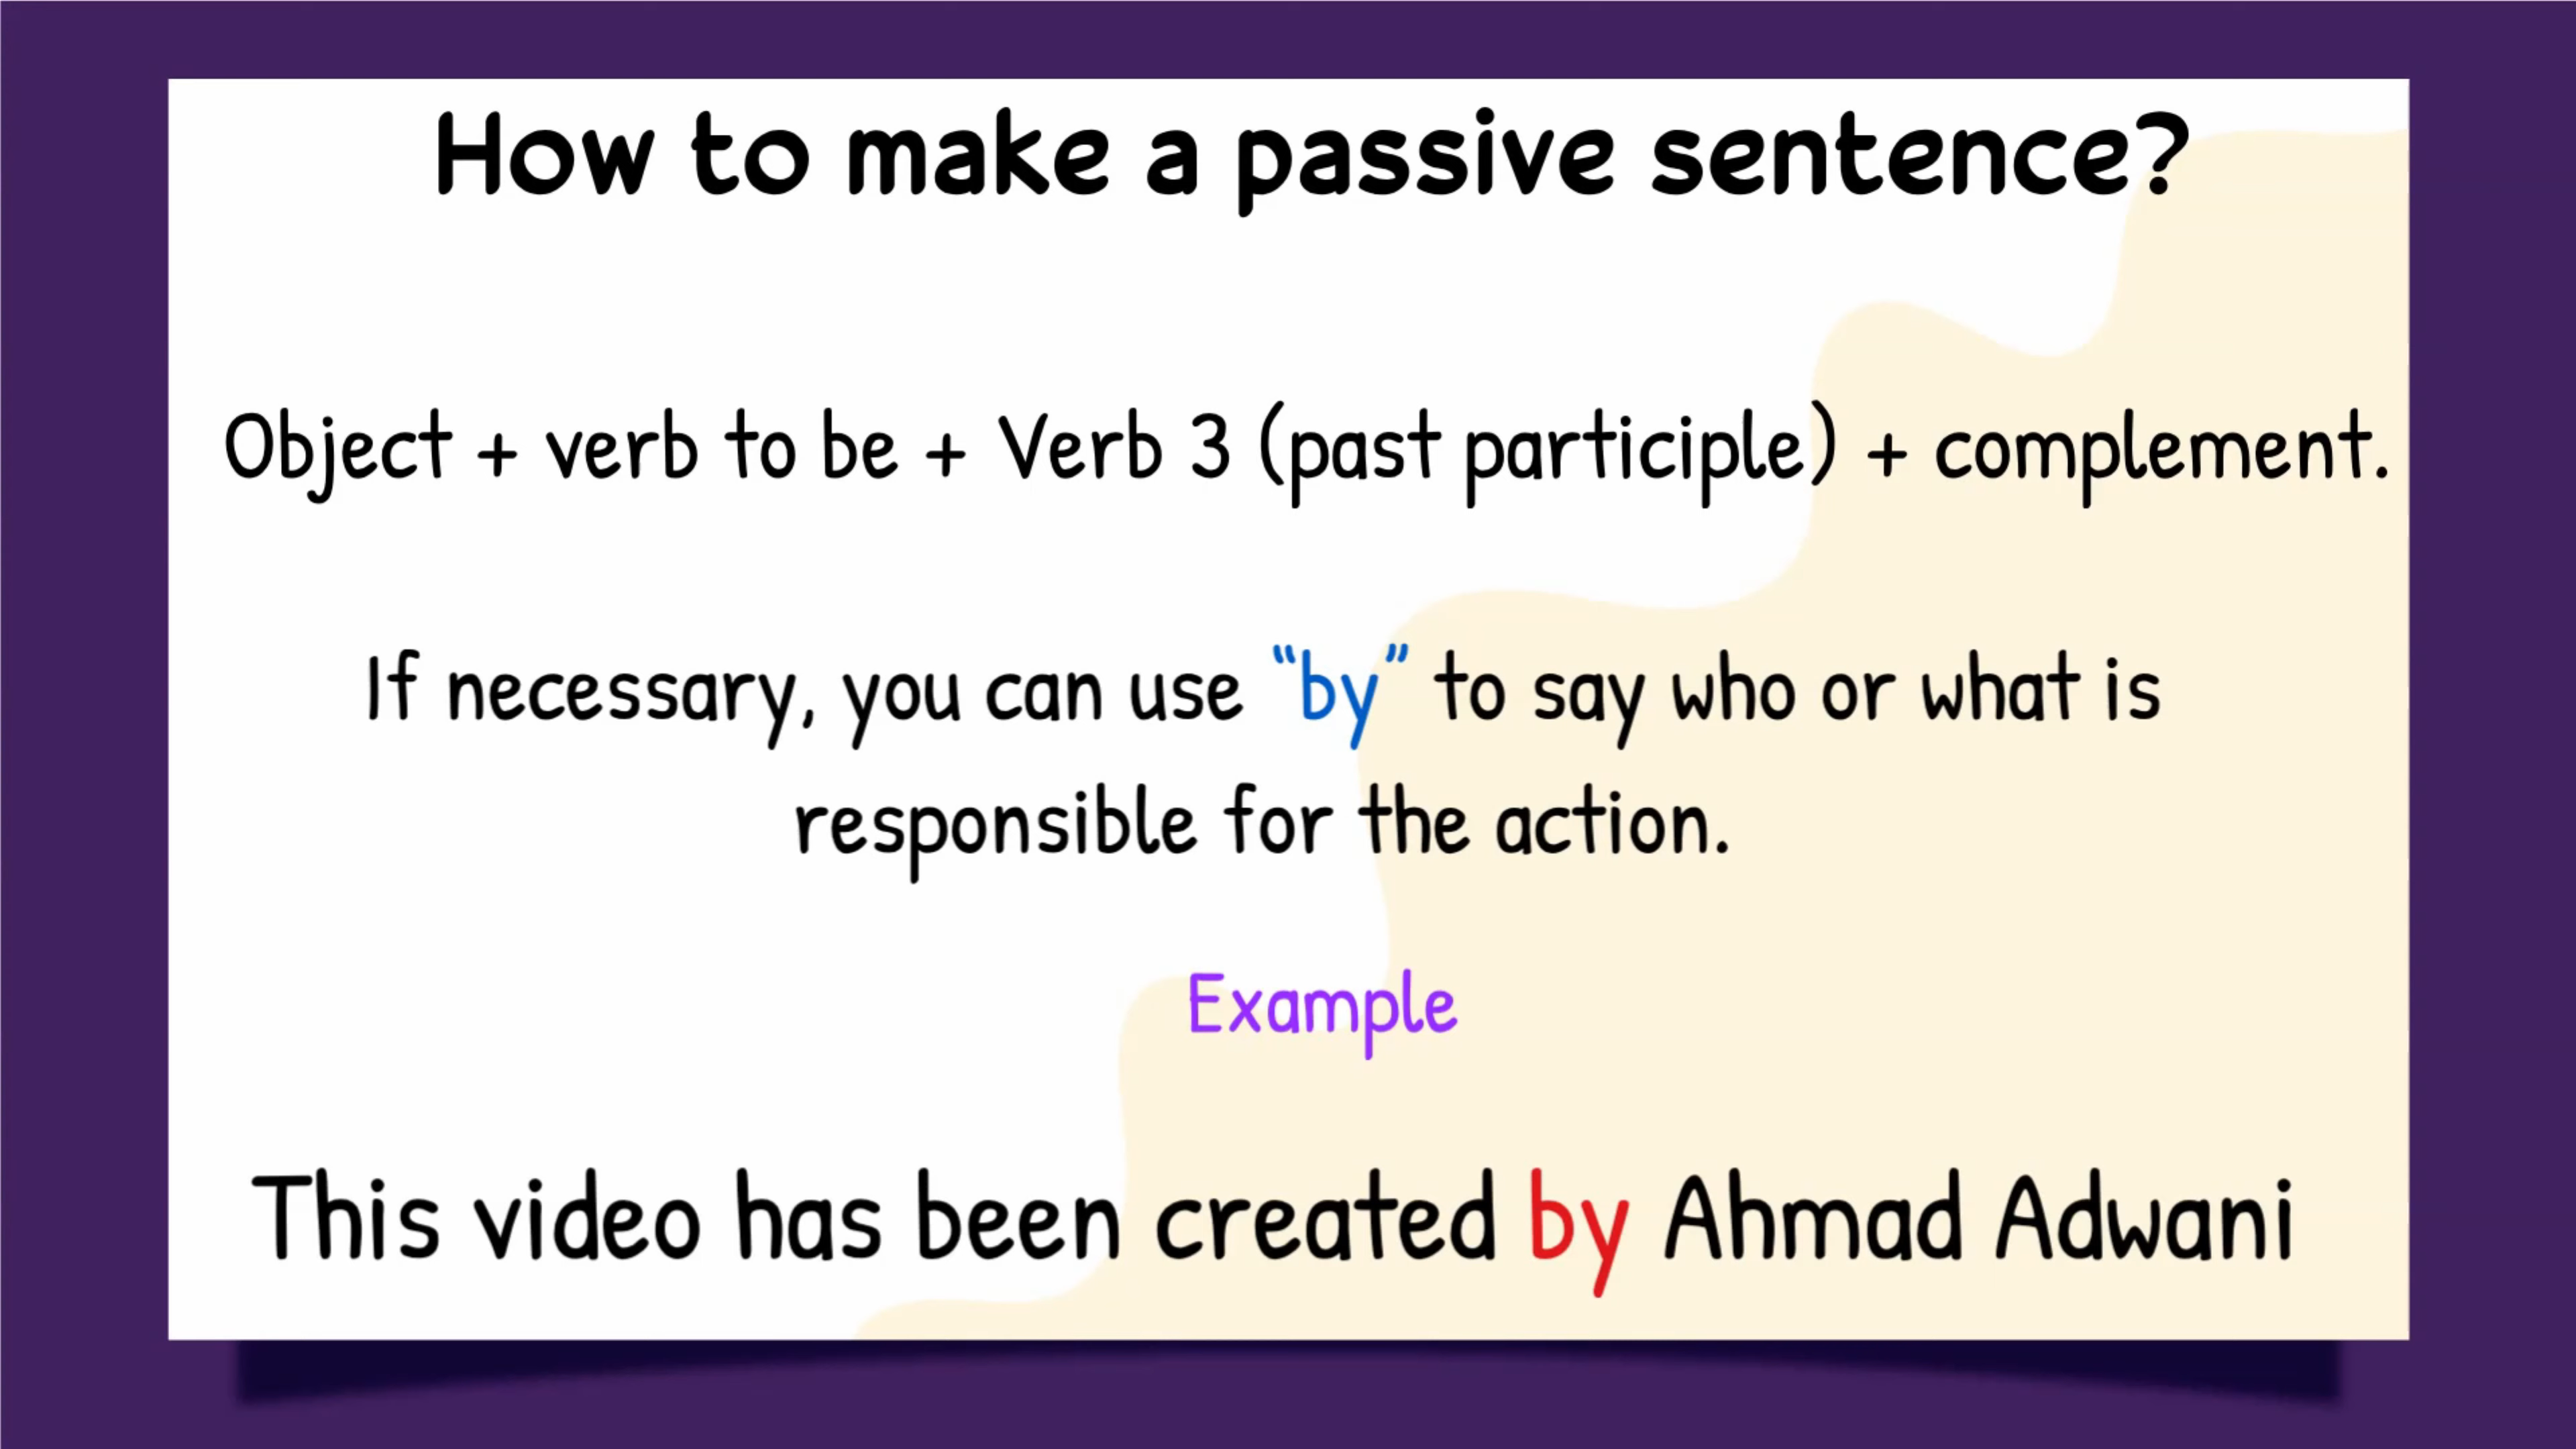 How to make a passive sentence?
Object + verb to be + Verb 3 (past participle) + complement.
If necessary, you can use “by” to say who or what is
responsible for the action.
Example
This video has been created by Ahmad Adwani